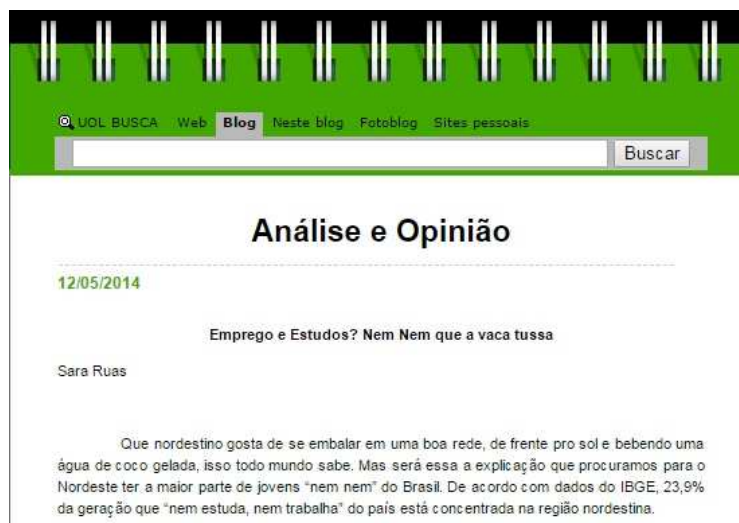 UOL BUSCA Web Blog Neste blog Fotoblog Sites pessoais
Buscar
Análise e Opinião
12/05/2014
Emprego e Estudos? Nem Nem que a vaca tussa
Sara Ruas
Que nordestino gosta de se embalar em uma boa rede, de frente pro sol e bebendo uma
água de coco gelada, isso todo mundo sabe. Mas será essa a explicação que procuramos para o
Nordeste ter a maior parte de jovens “nem nem” do Brasil. De acordo com dados do IBGE, 23,9%
da geração que “nem estuda, nem trabalha” do país está concentrada na região nordestina.